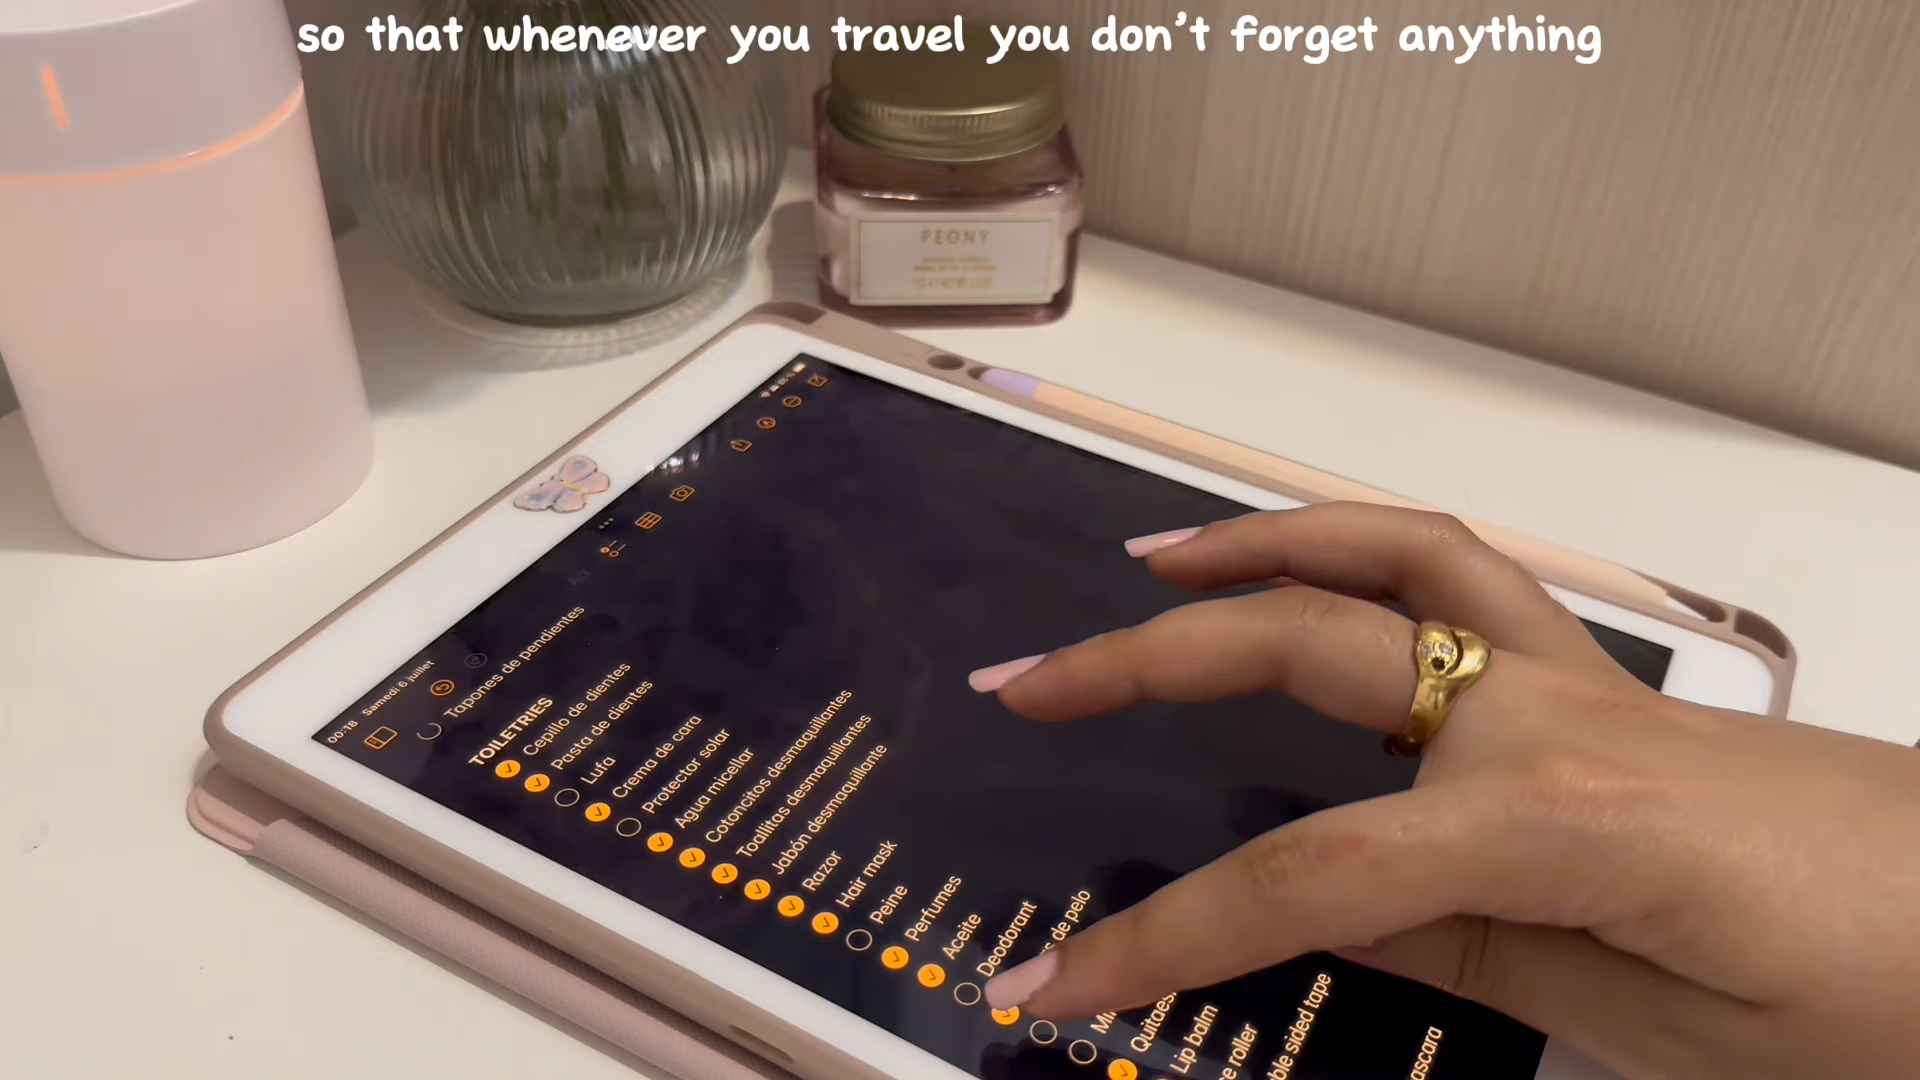 so that whenever you travel you don't forget anything
PEONY
00:18 Samedi 6 juillet
Tapones de pendientes
TOILETRIES
Cepillo de dientes
Pasta de dientes
Lufa
Crema de cara
Protector solar
Agua micellar
Cotoncitos desmaquillantes
Toallitas desmaquillantes
Jabón desmaquillante
Razor
Hair mask
Peine
Perfumes
Aceite
Deodorant
de pelo
Lip balm
roller
sided tape